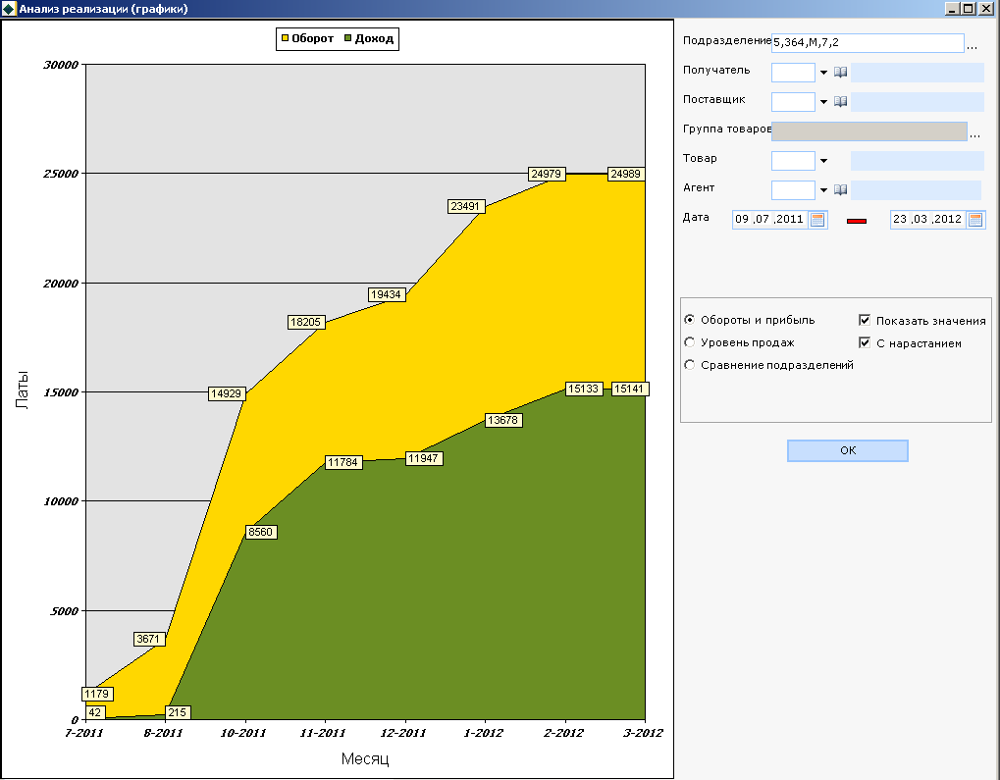 Анализ реализации (графики)
Оборот Доход
30000
25000
20000
15000
10000
5000
0
Латы
1179
3671
14929
18205
19434
23491
24979
24989
42
215
8560
11784
11947
13678
15133
15141
7-2011 8-2011 10-2011 11-2011 12-2011 1-2012 2-2012 3-2012
Месяц
Подразделение 5,364,М,7,2 ...
Получатель
Поставщик
Группа товаров ...
Товар
Агент
Дата 09 ,07 ,2011 23 ,03 ,2012
Обороты и прибыль Показать значения
Уровень продаж С нарастанием
Сравнение подразделений
ОК